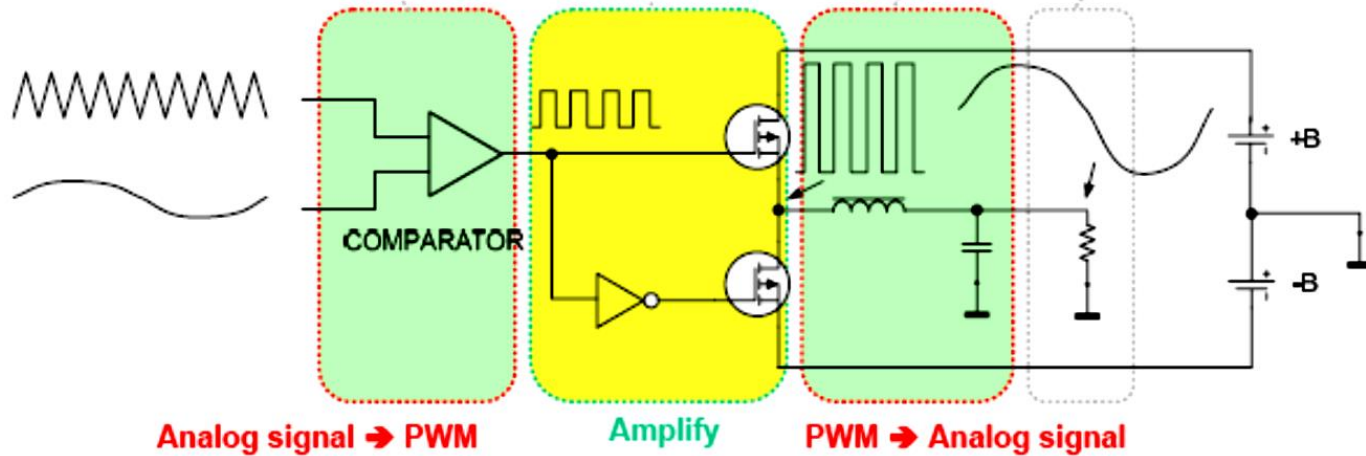 COMPARATOR
+B
-B
Analog signal ➔ PWM
Amplify
PWM ➔ Analog signal